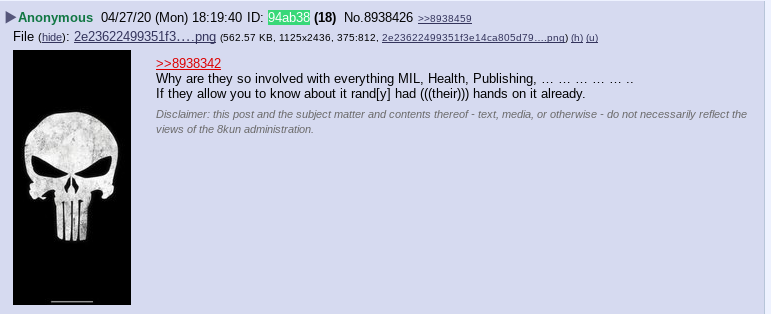 Anonymous 04/27/20 (Mon) 18:19:40 ID: 94ab38 (18) No.8938426 >>8938459
File (hide): 2e23622499351f3….png (562.57 KB, 1125x2436, 375:812, 2e23622499351f3e14ca805d79….png) (h) (u)
>>8938342
Why are they so involved with everything MIL, Health, Publishing, … … … … … ..
If they allow you to know about it rand[y] had (((their))) hands on it already.
Disclaimer: this post and the subject matter and contents thereof - text, media, or otherwise - do not necessarily reflect the
views of the 8kun administration.